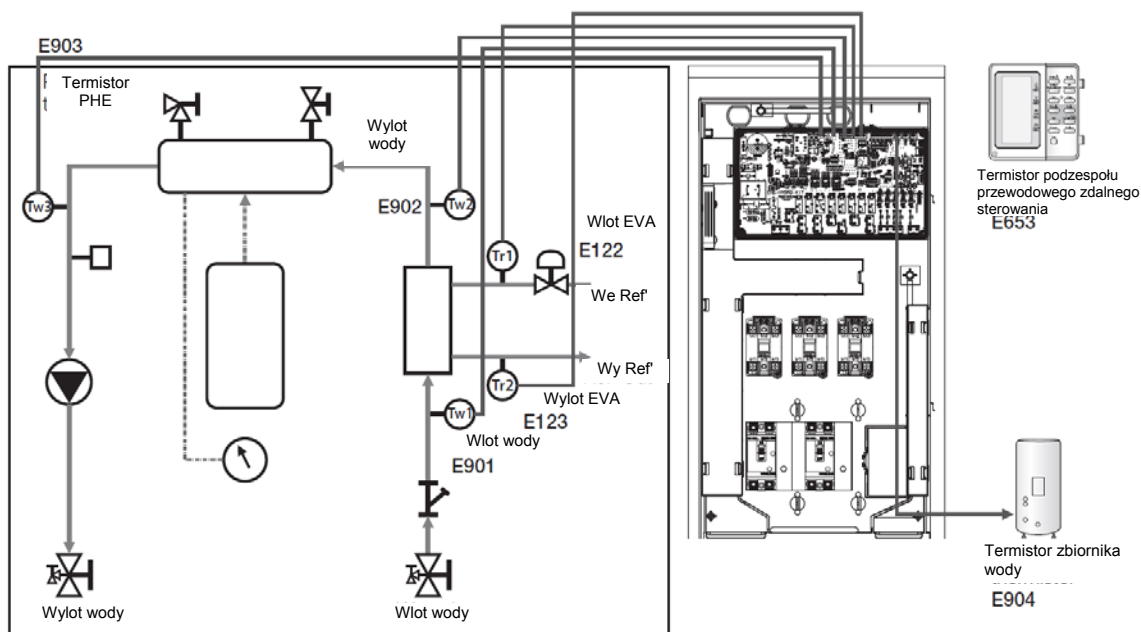 E903
Termistor
PHE
Wylot
wody
Tw3
E902
Tw2
Wlot EVA
Tr1
E122
We Ref'
Wy Ref'
Tr2
Wylot EVA
E123
Tw1
Wlot wody
E901
Wylot wody
Wlot wody
Termistor podzespołu
przewodowego zdalnego
sterowania
E653
Termistor zbiornika
wody
E904